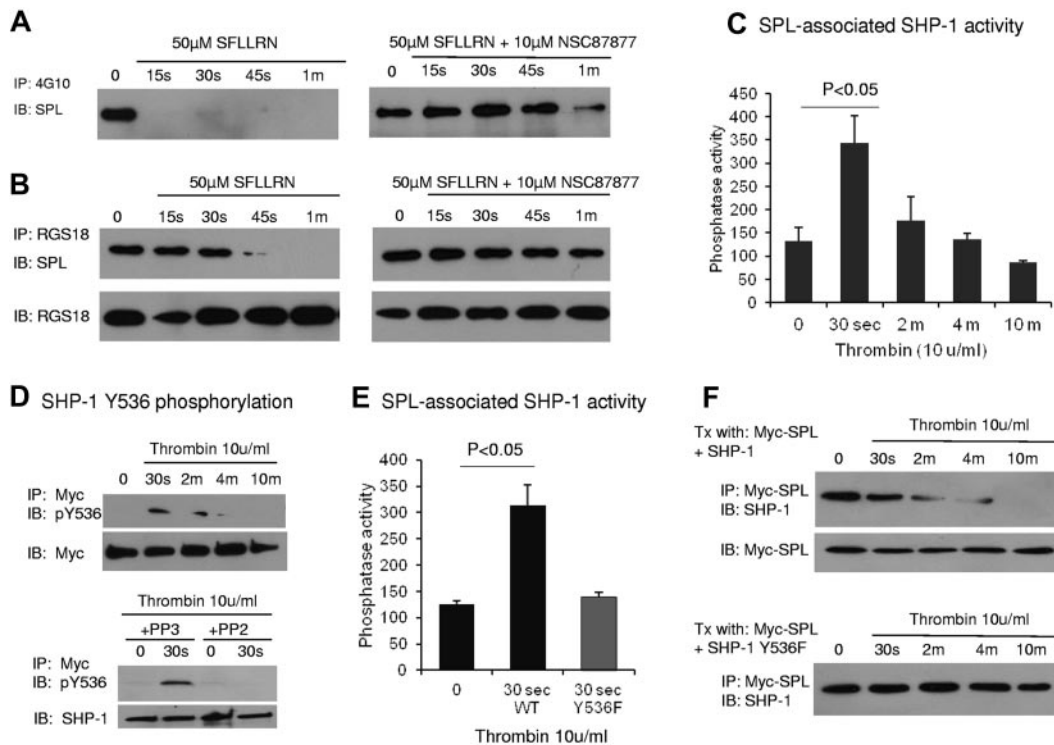 A
50µM SFLLRN
0 15s 30s 45s 1m
IP: 4G10
IB: SPL
50µM SFLLRN + 10µM NSC87877
0 15s 30s 45s 1m
B
50µM SFLLRN
0 15s 30s 45s 1m
IP: RGS18
IB: SPL
IB: RGS18
50µM SFLLRN + 10µM NSC87877
0 15s 30s 45s 1m
C SPL-associated SHP-1 activity
P<0.05
Phosphatase activity
450
400
350
300
250
200
150
100
50
0
0 30 sec 2 m 4 m 10 m
Thrombin (10 u/ml)
D SHP-1 Y536 phosphorylation
Thrombin 10u/ml
0 30s 2m 4m 10m
IP: Myc
IB: pY536
IB: Myc
Thrombin 10u/ml
+PP3 +PP2
0 30s 0 30s
IP: Myc
IB: pY536
IB: SHP-1
E SPL-associated SHP-1 activity
P<0.05
Phosphatase activity
400
350
300
250
200
150
100
50
0
0 30 sec 30 sec
WT Y536F
Thrombin 10u/ml
F
Tx with: Myc-SPL
+ SHP-1
Thrombin 10u/ml
0 30s 2m 4m 10m
IP: Myc-SPL
IB: SHP-1
IB: Myc-SPL
Tx with: Myc-SPL
+ SHP-1 Y536F
Thrombin 10u/ml
0 30s 2m 4m 10m
IP: Myc-SPL
IB: SHP-1